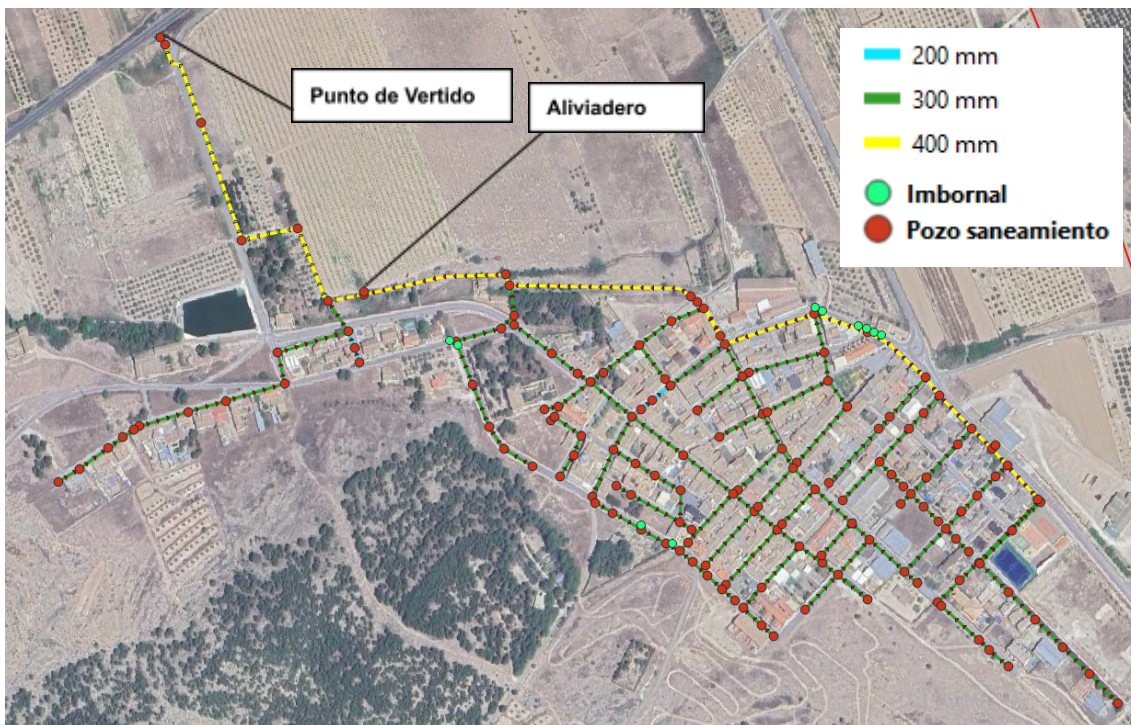 Punto de Vertido
Aliviadero
200 mm
300 mm
400 mm
Imbornal
Pozo saneamiento